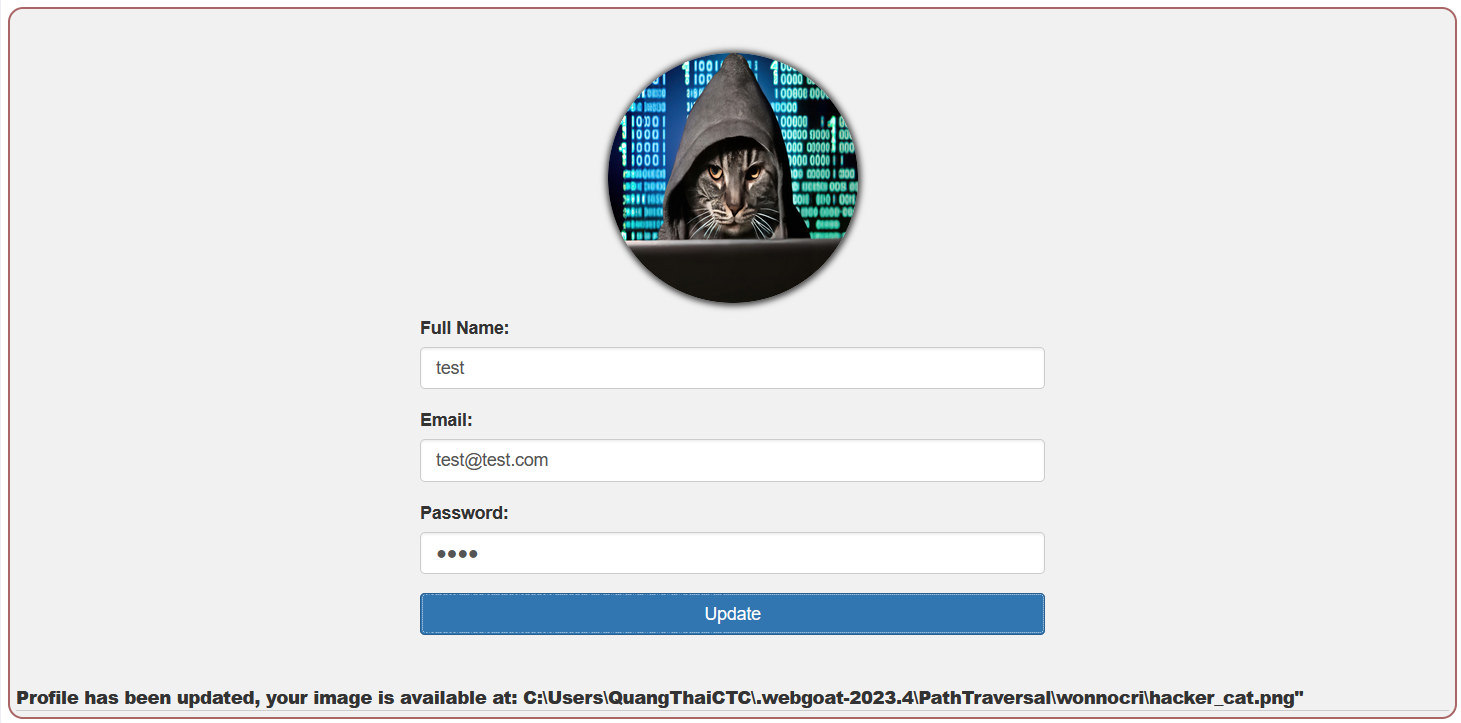 Full Name:
test
Email:
test@test.com
Password:
••••
Update
Profile has been updated, your image is available at: C:\Users\QuangThaiCTC\.webgoat-2023.4\PathTraversal\wonnocri\hacker_cat.png"